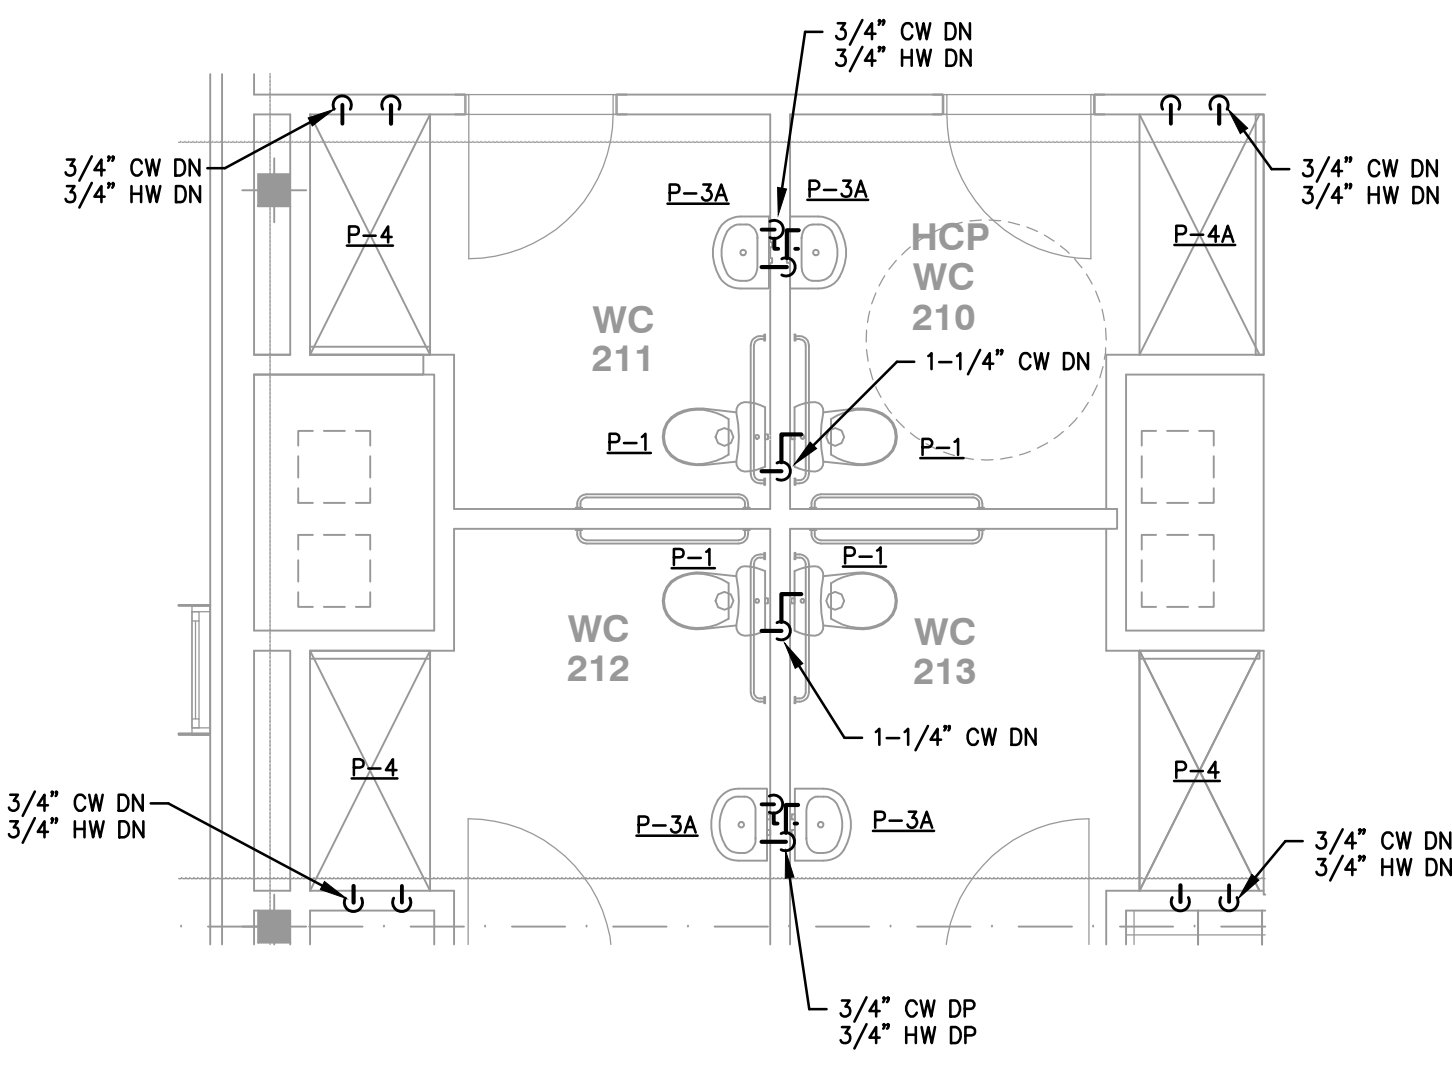 3/4” CW DN
3/4” HW DN
3/4” CW DN
3/4” HW DN
3/4” CW DN
3/4” HW DN
P-3A
P-3A
P-4
HCP
WC
210
P-4A
WC
211
1-1/4” CW DN
P-1
P-1
P-1
P-1
WC
212
WC
213
1-1/4” CW DN
P-4
P-4
3/4” CW DN
3/4” HW DN
P-3A
P-3A
3/4” CW DN
3/4” HW DN
3/4” CW DP
3/4” HW DP